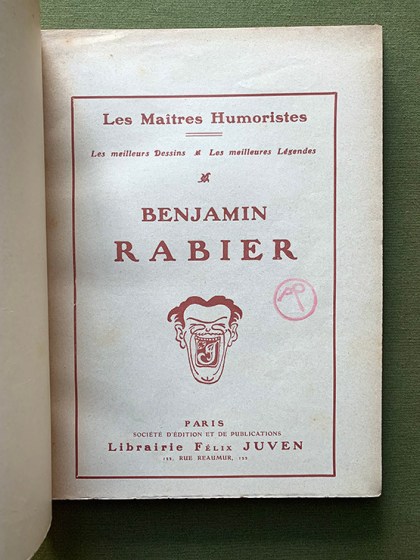 Les Maîtres Humoristes
Les meilleurs Dessins Les meilleures Légendes
BENJAMIN
RABIER
J
PARIS
SOCIÉTÉ D'ÉDITION ET DE PUBLICATIONS
Librairie FÉLIX JUVEN
122, RUE REAUMUR, 122